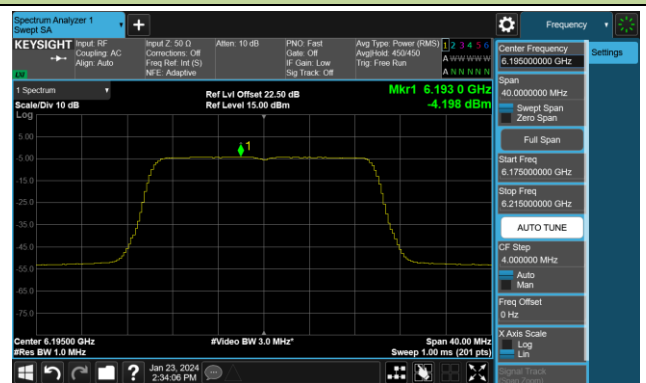 Spectrum Analyzer 1
Swept SA
+
Frequency
KEYSIGHT
Input: RF
Coupling: AC
Align: Auto
Input Z: 50 Ω
Corrections: Off
Freq Ref: Int (S)
NFE: Adaptive
Atten: 10 dB
PNO: Fast
Gate: Off
IF Gain: Low
Sig Track: Off
Avg Type: Power (RMS)
Avg|Hold: 450/450
Trig: Free Run
1 2 3 4 5 6
A W W W W W
A N N N N N
LXI
1 Spectrum
Scale/Div 10 dB
Log
Ref Lvl Offset 22.50 dB
Ref Level 15.00 dBm
Mkr1 6.193 0 GHz
-4.198 dBm
1
5.00
-5.00
-15.0
-25.0
-35.0
-45.0
-55.0
-65.0
-75.0
Center 6.19500 GHz
#Res BW 1.0 MHz
#Video BW 3.0 MHz*
Span 40.00 MHz
Sweep 1.00 ms (201 pts)
Center Frequency
6.195000000 GHz
Settings
Span
40.0000000 MHz
Swept Span
Zero Span
Full Span
Start Freq
6.175000000 GHz
Stop Freq
6.215000000 GHz
AUTO TUNE
CF Step
4.000000 MHz
Auto
Man
Freq Offset
0 Hz
X Axis Scale
Log
Lin
Signal Track
(Span Zoom)
?
Jan 23, 2024
2:34:06 PM